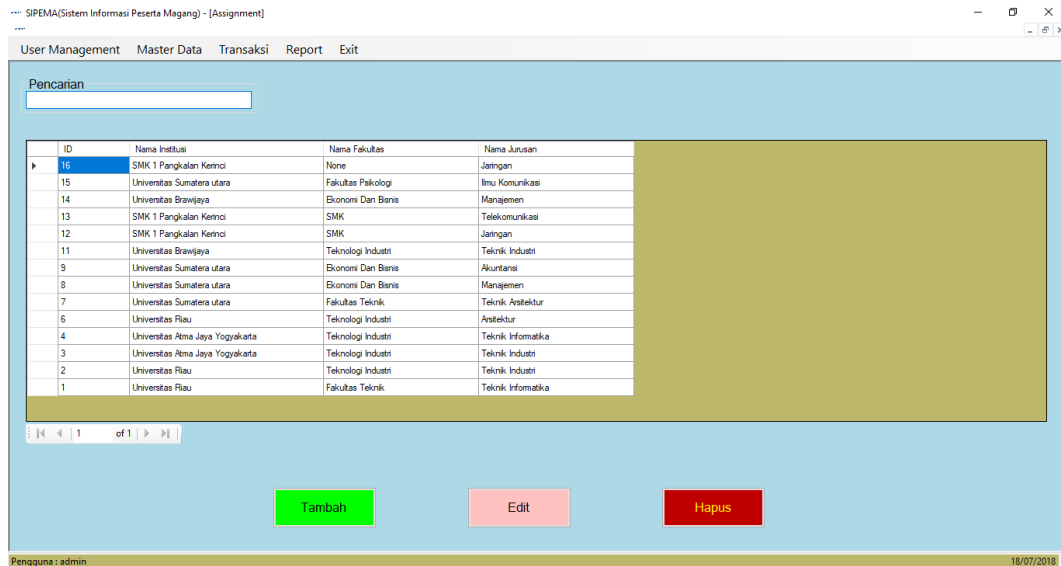 SIPEMA(Sistem Informasi Peserta Magang) - [Assignment]
User Management Master Data Transaksi Report Exit
Pencarian
ID Nama Institusi Nama Fakultas Nama Jurusan
16 SMK 1 Pangkalan Kerinci None Jaringan
15 Universitas Sumatera utara Fakultas Psikologi Ilmu Komunikasi
14 Universitas Brawijaya Ekonomi Dan Bisnis Manajemen
13 SMK 1 Pangkalan Kerinci SMK Telekomunikasi
12 SMK 1 Pangkalan Kerinci SMK Jaringan
11 Universitas Brawijaya Teknologi Industri Teknik Industri
9 Universitas Sumatera utara Ekonomi Dan Bisnis Akuntansi
8 Universitas Sumatera utara Ekonomi Dan Bisnis Manajemen
7 Universitas Sumatera utara Fakultas Teknik Teknik Arsitektur
6 Universitas Riau Teknologi Industri Arsitektur
4 Universitas Atma Jaya Yogyakarta Teknologi Industri Teknik Informatika
3 Universitas Atma Jaya Yogyakarta Teknologi Industri Teknik Industri
2 Universitas Riau Teknologi Industri Teknik Industri
1 Universitas Riau Fakultas Teknik Teknik Informatika
1 of 1
Tambah Edit Hapus
Pengguna : admin 18/07/2018